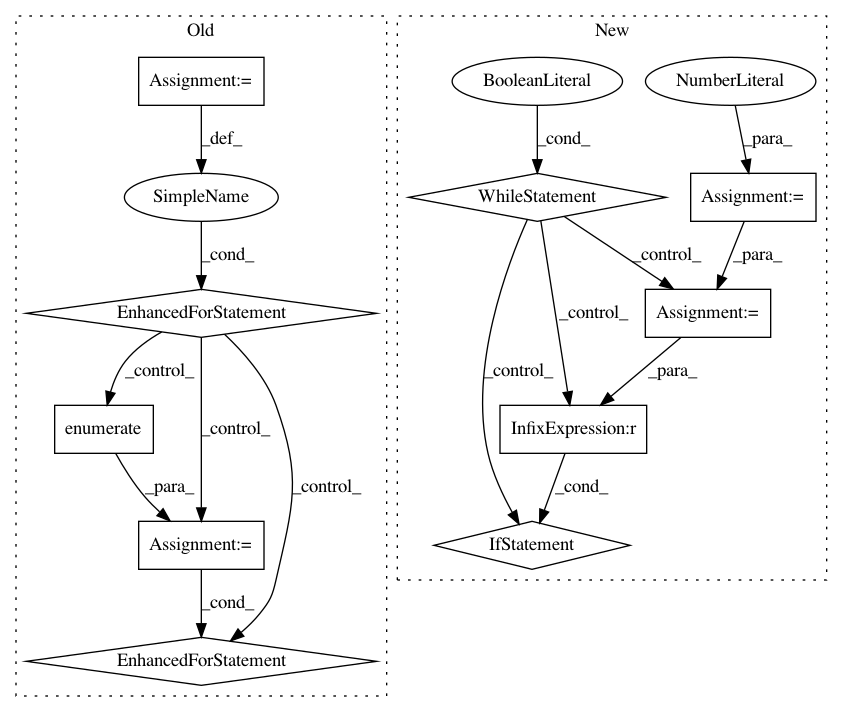 Old
New
Assignment:=
BooleanLiteral
NumberLiteral
_def_
_cond_
_para_
SimpleName
WhileStatement
Assignment:=
_cond_
_control_
_para_
EnhancedForStatement
Assignment:=
_control_
_control_
_control_
_control_
_para_
enumerate
InfixExpression:r
_para_
_control_
_cond_
Assignment:=
IfStatement
_cond_
EnhancedForStatement